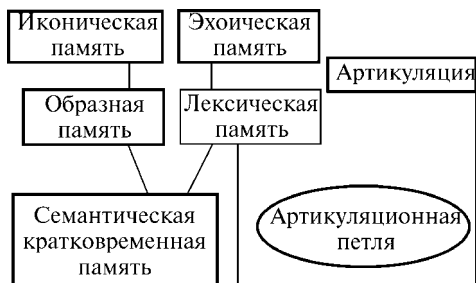 Иконическая
память
Эхоическая
память
Артикуляция
Образная
память
Лексическая
память
Семантическая
кратковременная
память
Артикуляционная
петля